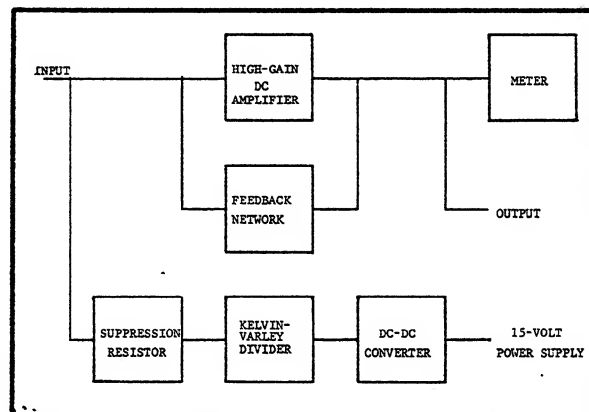 INPUT
HIGH-GAIN
DC
AMPLIFIER
METER
FEEDBACK
NETWORK
OUTPUT
SUPPRESSION
RESISTOR
KELVIN-
VARLEY
DIVIDER
DC-DC
CONVERTER
15-VOLT
POWER SUPPLY